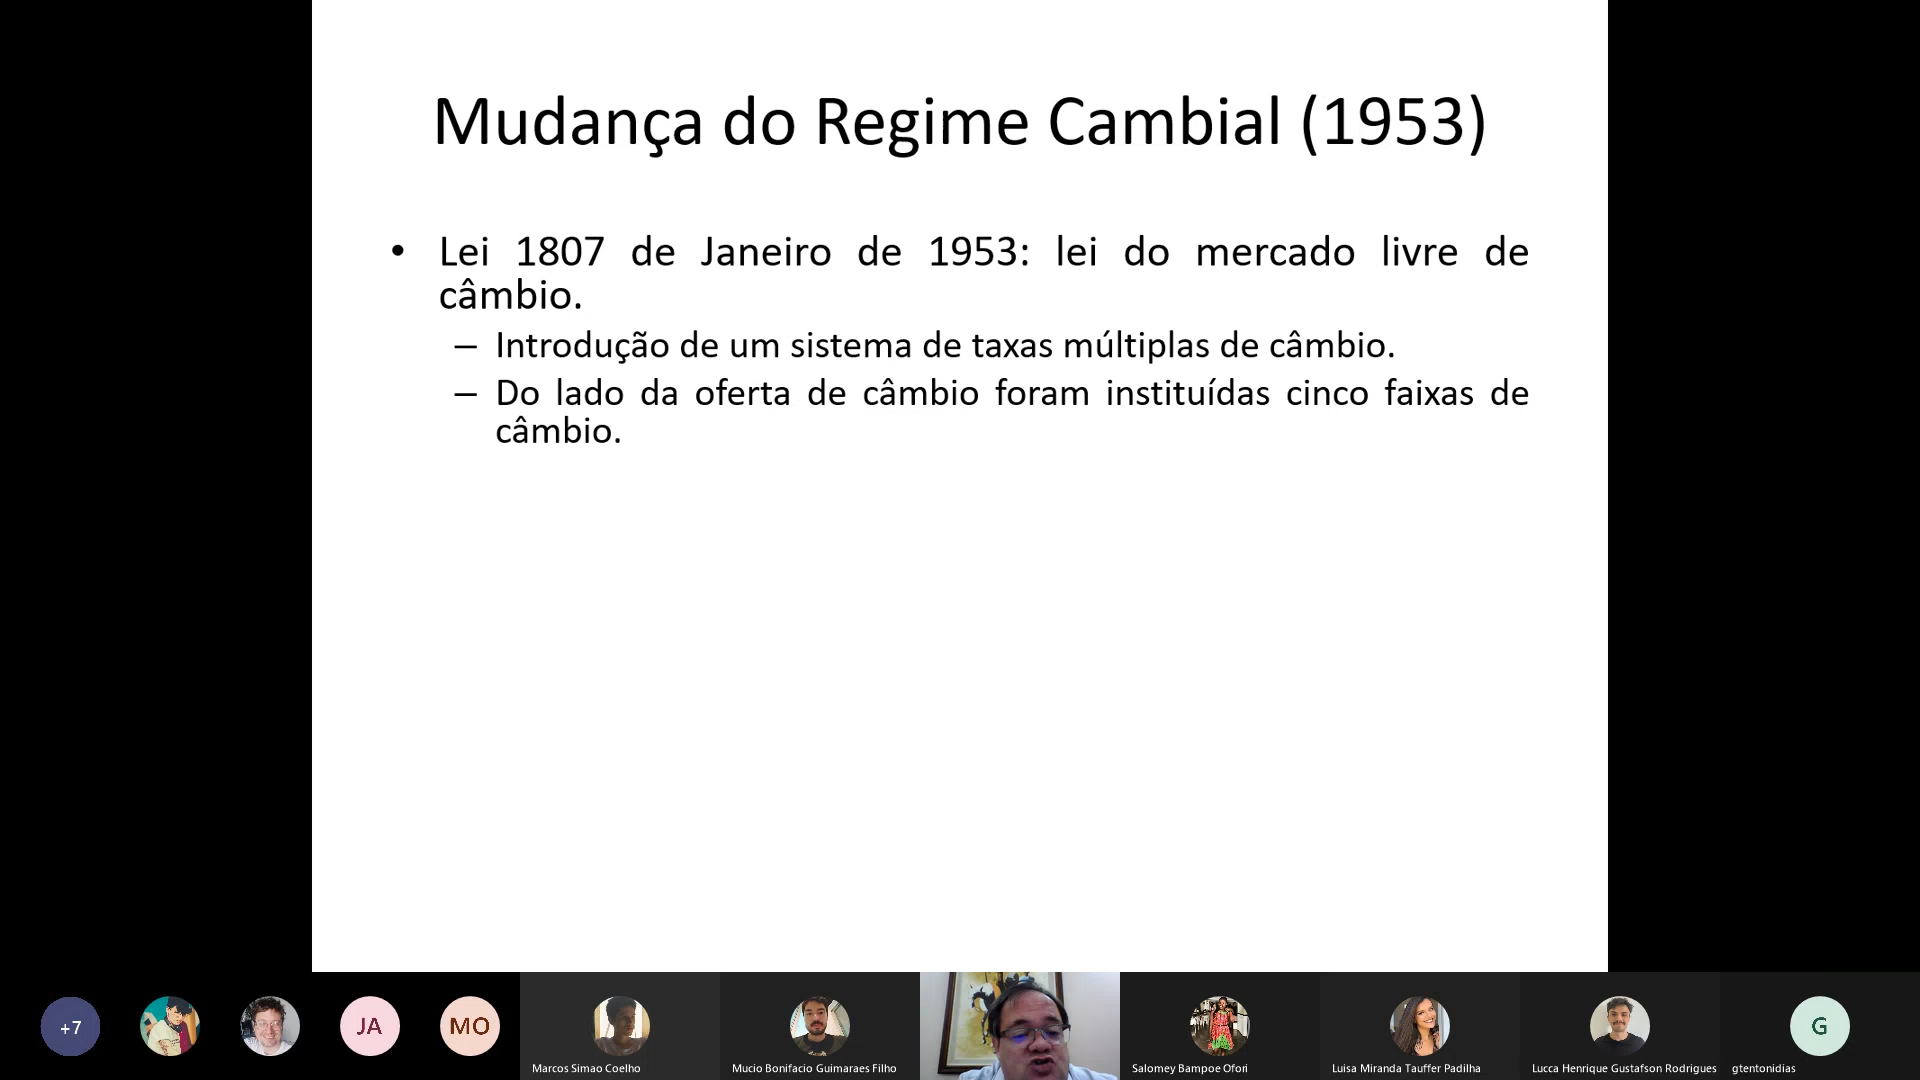 Mudança do Regime Cambial (1953)
• Lei 1807 de Janeiro de 1953: lei do mercado livre de
câmbio.
– Introdução de um sistema de taxas múltiplas de câmbio.
– Do lado da oferta de câmbio foram instituídas cinco faixas de
câmbio.
+7
JA
MO
G
Marcos Simao Coelho
Mucio Bonifacio Guimaraes Filho
Salomey Bampoe Ofori
Luisa Miranda Tauffer Padilha
Lucca Henrique Gustafson Rodrigues
gtentonidias